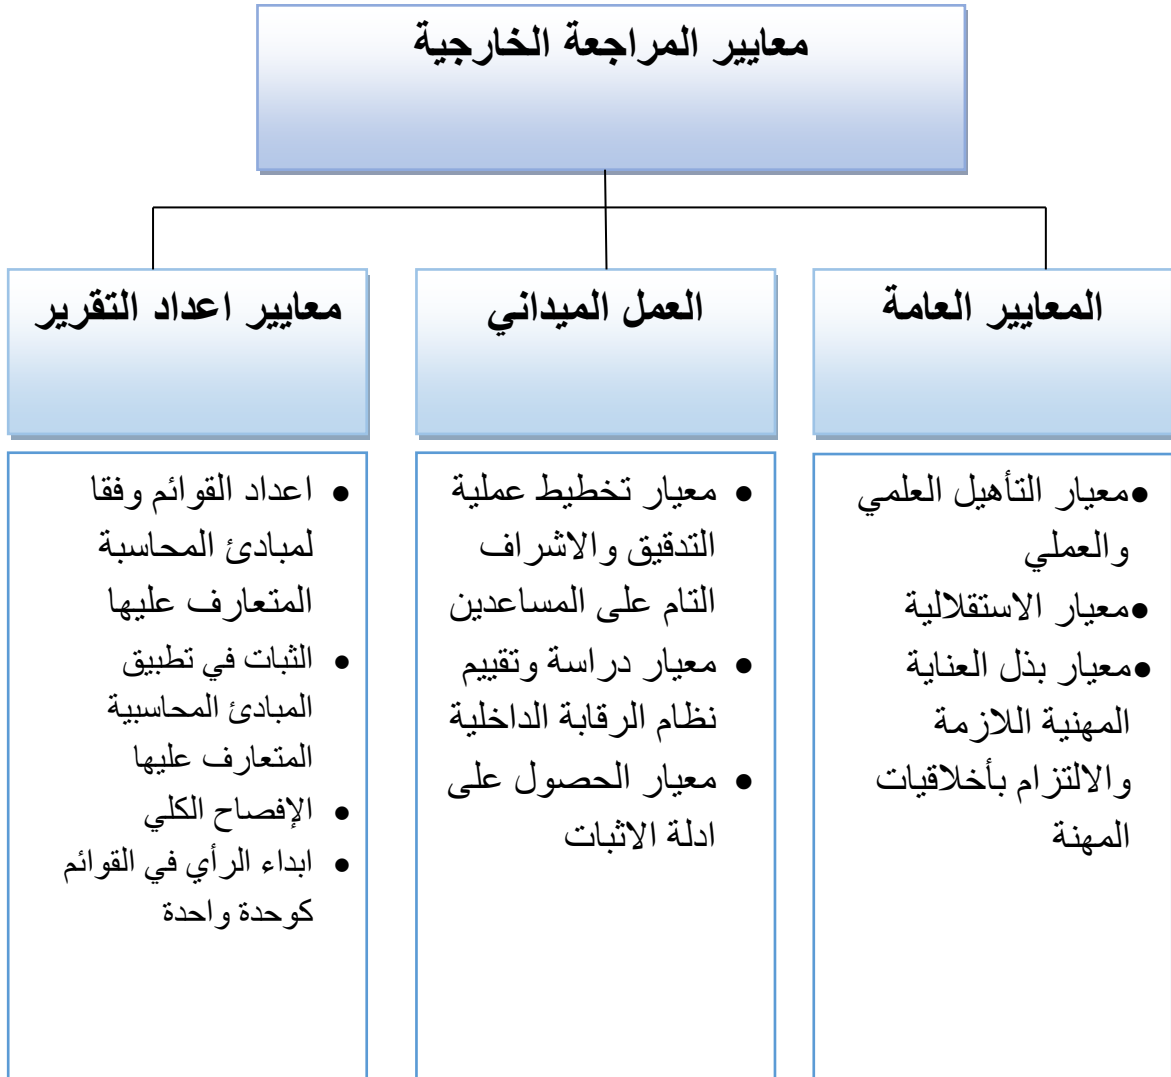 معايير المراجعة الخارجية
المعايير العامة
●معيار التأهيل العلمي
والعملي
●معيار الاستقلالية
●معيار بذل العناية
المهنية اللازمة
والالتزام بأخلاقيات
المهنة
العمل الميداني
● معيار تخطيط عملية
التدقيق والاشراف
التام على المساعدين
● معيار دراسة وتقييم
نظام الرقابة الداخلية
● معيار الحصول على
ادلة الاثبات
معايير اعداد التقرير
● اعداد القوائم وفقا
لمبادئ المحاسبة
المتعارف عليها
● الثبات في تطبيق
المبادئ المحاسبية
المتعارف عليها
● الإفصاح الكلي
● ابداء الرأي في القوائم
كوحدة واحدة